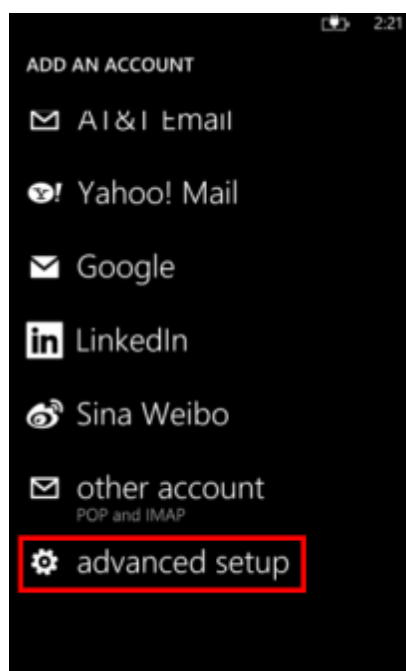 2:21
ADD AN ACCOUNT
AT&T Email
Yahoo! Mail
Google
in LinkedIn
Sina Weibo
other account
POP and IMAP
advanced setup